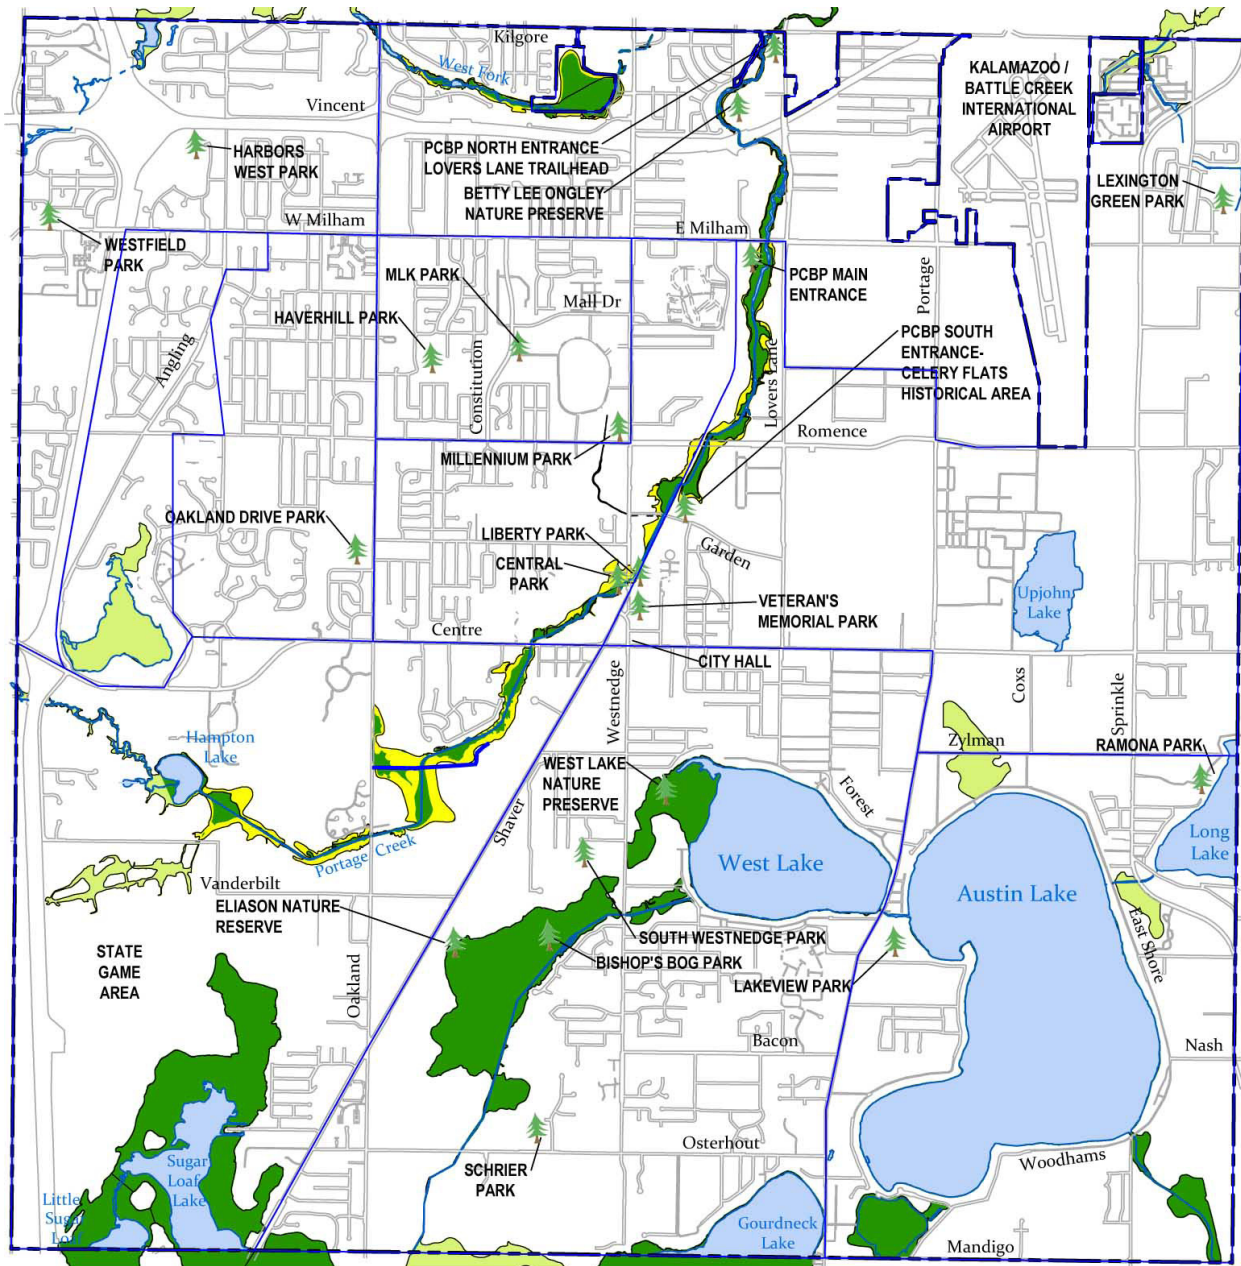 Kilgore
West Fork
Vincent
KALAMAZOO /
BATTLE CREEK
INTERNATIONAL
AIRPORT
HARBORS
WEST PARK
PCBP NORTH ENTRANCE
LOVERS LANE TRAILHEAD
BETTY LEE ONGLEY
NATURE PRESERVE
LEXINGTON
GREEN PARK
W Milham
E Milham
WESTFIELD
PARK
MLK PARK
PCBP MAIN
ENTRANCE
Portage
Mall Dr
HAVERHILL PARK
PCBP SOUTH
ENTRANCE-
CELERY FLATS
HISTORICAL AREA
Angling
Constitution
Lovers Lane
Romence
MILLENNIUM PARK
OAKLAND DRIVE PARK
LIBERTY PARK
CENTRAL
PARK
Garden
Upjohn
Lake
VETERAN'S
MEMORIAL PARK
Centre
CITY HALL
Westnedge
Coxs
Sprinkle
Hampton
Lake
Zylman
RAMONA PARK
WEST LAKE
NATURE
PRESERVE
Forest
Shaver
Long
Lake
Portage Creek
West Lake
Vanderbilt
Austin Lake
ELIASON NATURE
RESERVE
East Shore
SOUTH WESTNEDGE PARK
BISHOP'S BOG PARK
LAKEVIEW PARK
STATE
GAME
AREA
Oakland
Bacon
Nash
Osterhout
Woodhams
SCHRIER
PARK
Sugar
Loaf
Lake
Little
Sugar
Loaf
Gourdneck
Lake
Mandigo